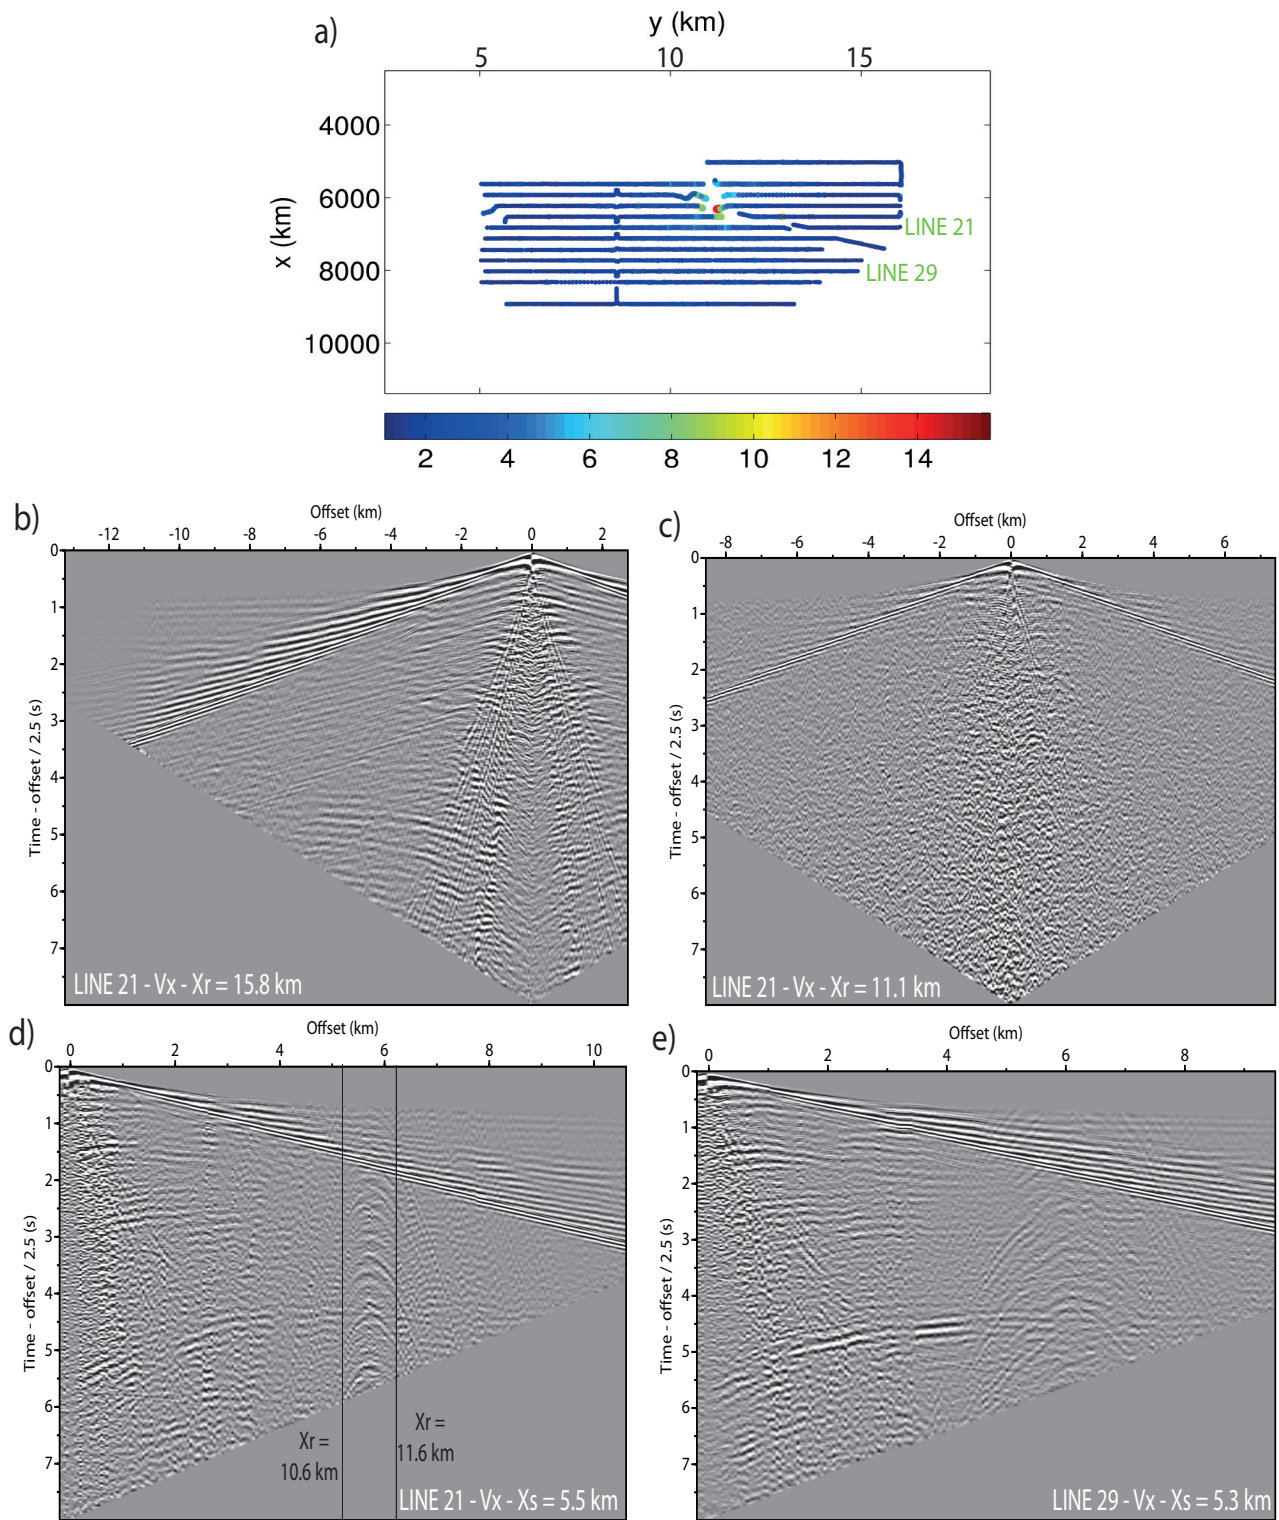 a)
y (km)
5 10 15
x (km)
4000
6000
8000
10000
LINE 21
LINE 29
2 4 6 8 10 12 14
b)
Offset (km)
-12 -10 -8 -6 -4 -2 0 2
Time - offset / 2.5 (s)
0
1
2
3
4
5
6
7
LINE 21 - Vx - Xr = 15.8 km
c)
Offset (km)
-8 -6 -4 -2 0 2 4 6
Time - offset / 2.5 (s)
0
1
2
3
4
5
6
7
LINE 21 - Vx - Xr = 11.1 km
d)
Offset (km)
0 2 4 6 8 10
Time - offset / 2.5 (s)
0
1
2
3
4
5
6
7
Xr =
10.6 km
Xr =
11.6 km
LINE 21 - Vx - Xs = 5.5 km
e)
Offset (km)
0 2 4 6 8
Time - offset / 2.5 (s)
0
1
2
3
4
5
6
7
LINE 29 - Vx - Xs = 5.3 km